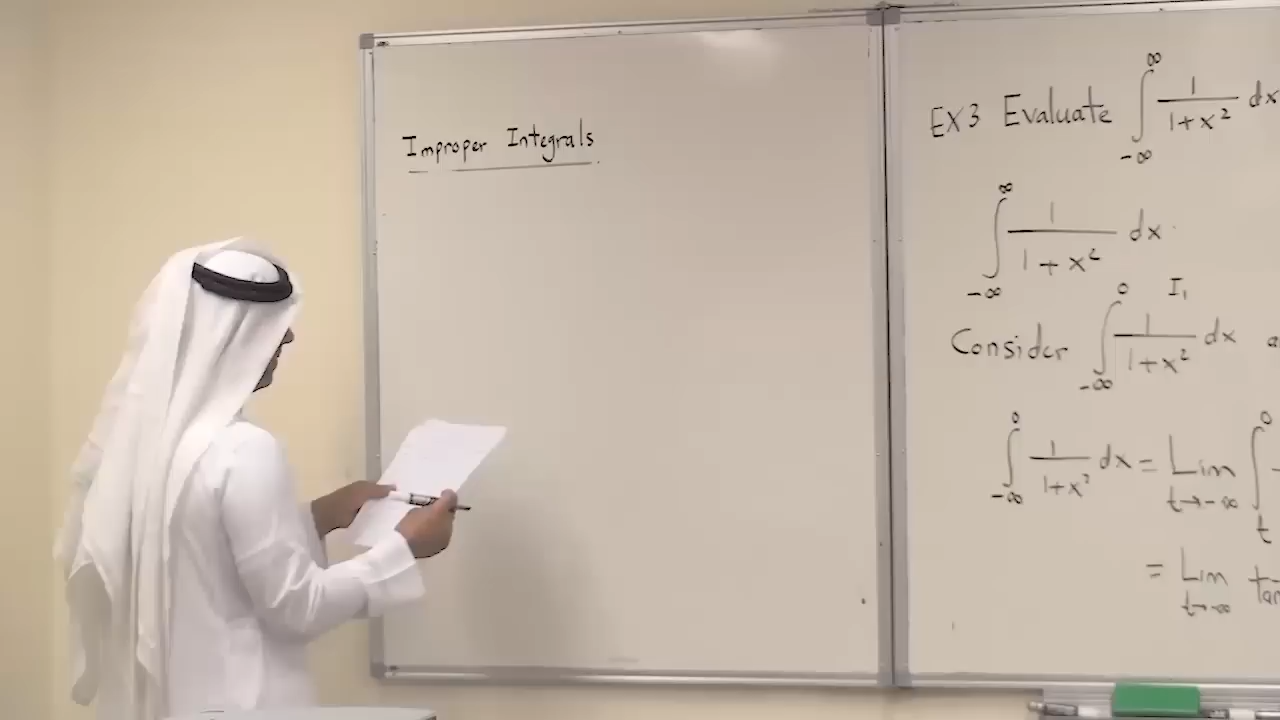 Improper Integrals
EX3 Evaluate ∫_{-∞}^{∞} 1/(1+x²) dx
∫_{-∞}^{∞} 1/(1+x²) dx
I₁
Consider ∫_{-∞}^{0} 1/(1+x²) dx
∫_{-∞}^{0} 1/(1+x²) dx = Lim_{t→-∞} ∫_{t}^{0}
= Lim_{t→-∞}